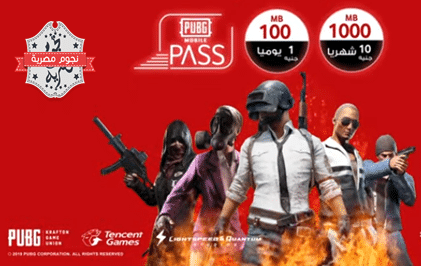 نجوم مصرية
PUBG
MOBILE
PASS
MB
100
1 يوميا
جنيه
MB
1000
10 شهريا
جنيه
PUBG
KRAFTON
GAME
UNION
Tencent
Games
LIGHTSPEED & QUANTUM
© 2019 PUBG CORPORATION. ALL RIGHTS RESERVED.